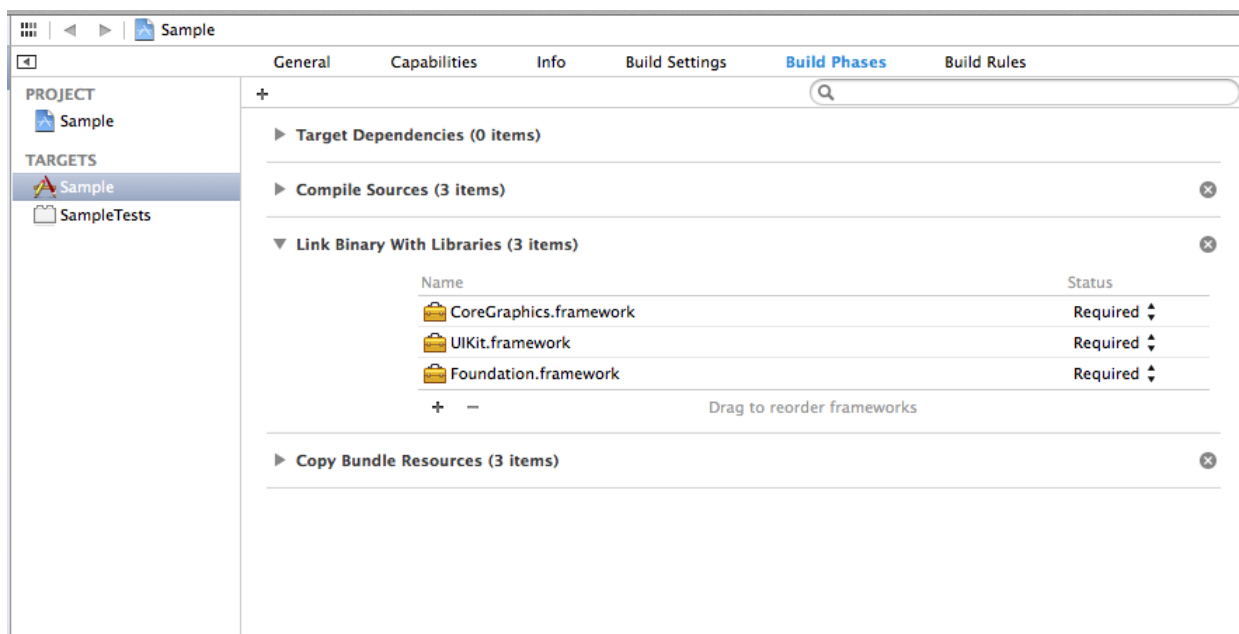 Sample
General Capabilities Info Build Settings Build Phases Build Rules
PROJECT
Sample
TARGETS
Sample
SampleTests
Target Dependencies (0 items)
Compile Sources (3 items)
Link Binary With Libraries (3 items)
Name Status
CoreGraphics.framework Required
UIKit.framework Required
Foundation.framework Required
Drag to reorder frameworks
Copy Bundle Resources (3 items)